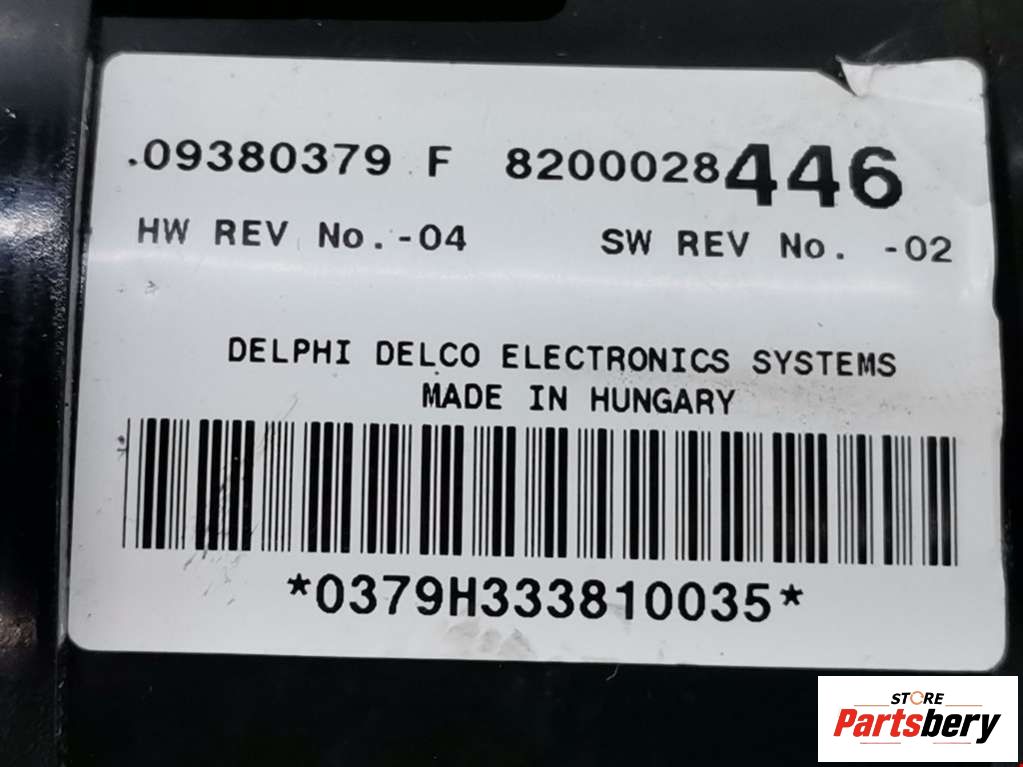 .09380379 F 8200028446
HW REV No.-04 SW REV No. -02
DELPHI DELCO ELECTRONICS SYSTEMS
MADE IN HUNGARY
*0379H333810035*
STORE
Partsbery